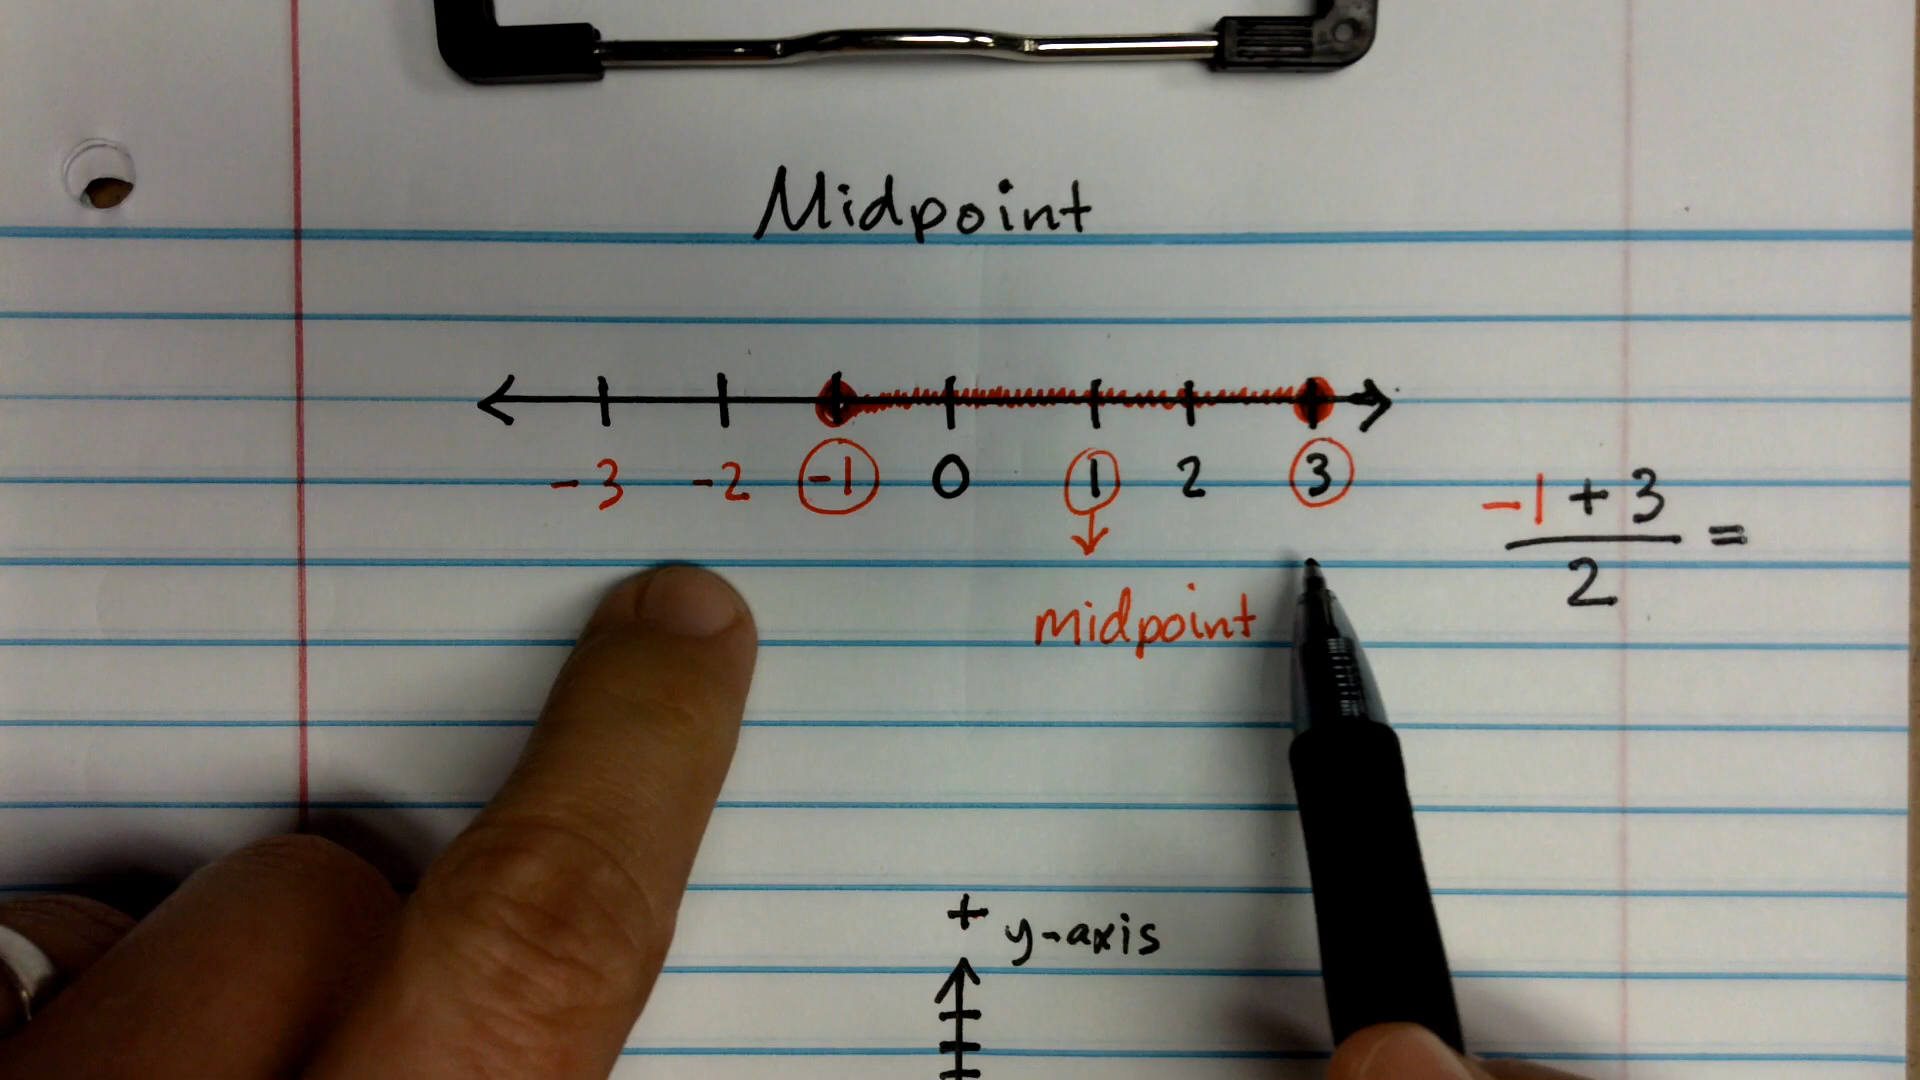 Midpoint
-3 -2 -1 0 1 2 3
-1 + 3
2
=
midpoint
+ y-axis